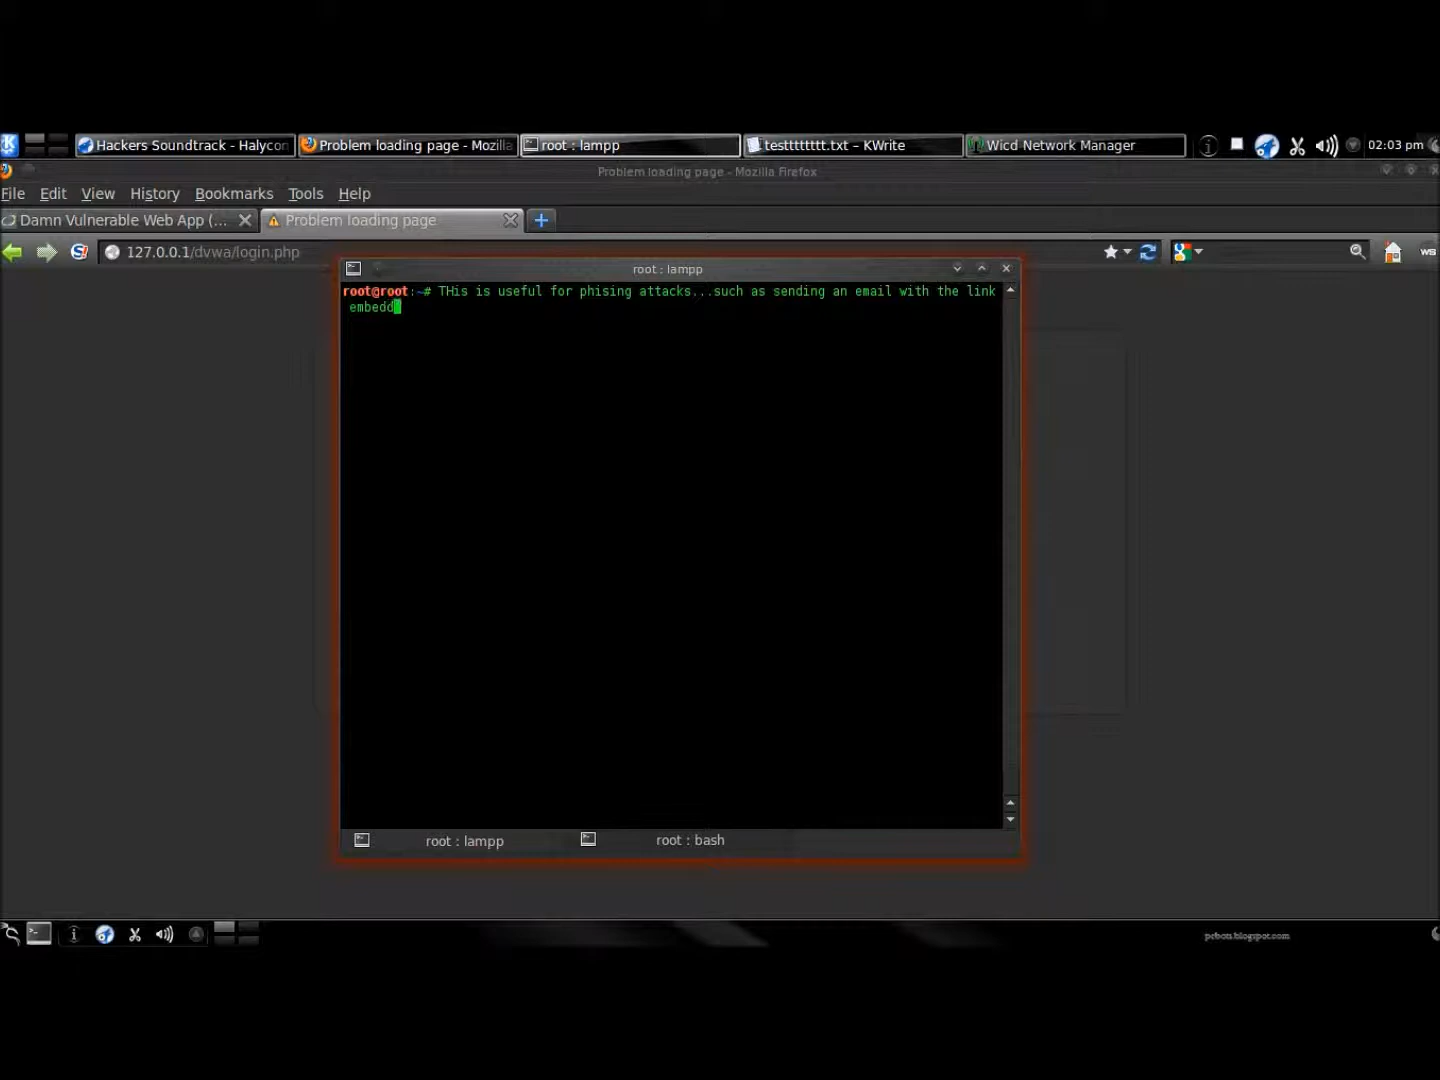 Hackers Soundtrack - Halycon
Problem loading page - Mozilla
root : lampp
testttttttt.txt – KWrite
Wicd Network Manager
02:03 pm
Problem loading page - Mozilla Firefox
File Edit View History Bookmarks Tools Help
Damn Vulnerable Web App (...
Problem loading page
127.0.0.1/dvwa/login.php
root : lampp
root@root:~# THis is useful for phising attacks...such as sending an email with the link
embedd
root : lampp
root : bash
pcbots.blogspot.com